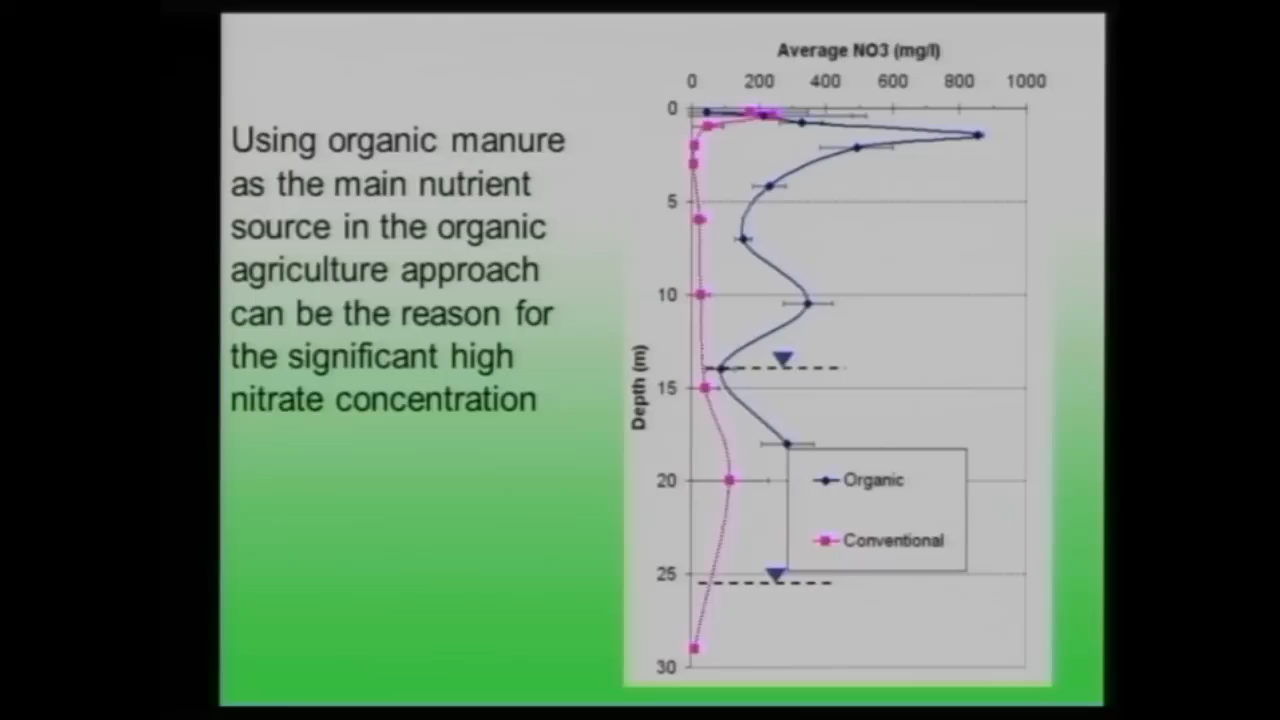 Using organic manure
as the main nutrient
source in the organic
agriculture approach
can be the reason for
the significant high
nitrate concentration
Average NO3 (mg/l)
0 200 400 600 800 1000
0
5
10
15
20
25
30
Depth (m)
Organic
Conventional